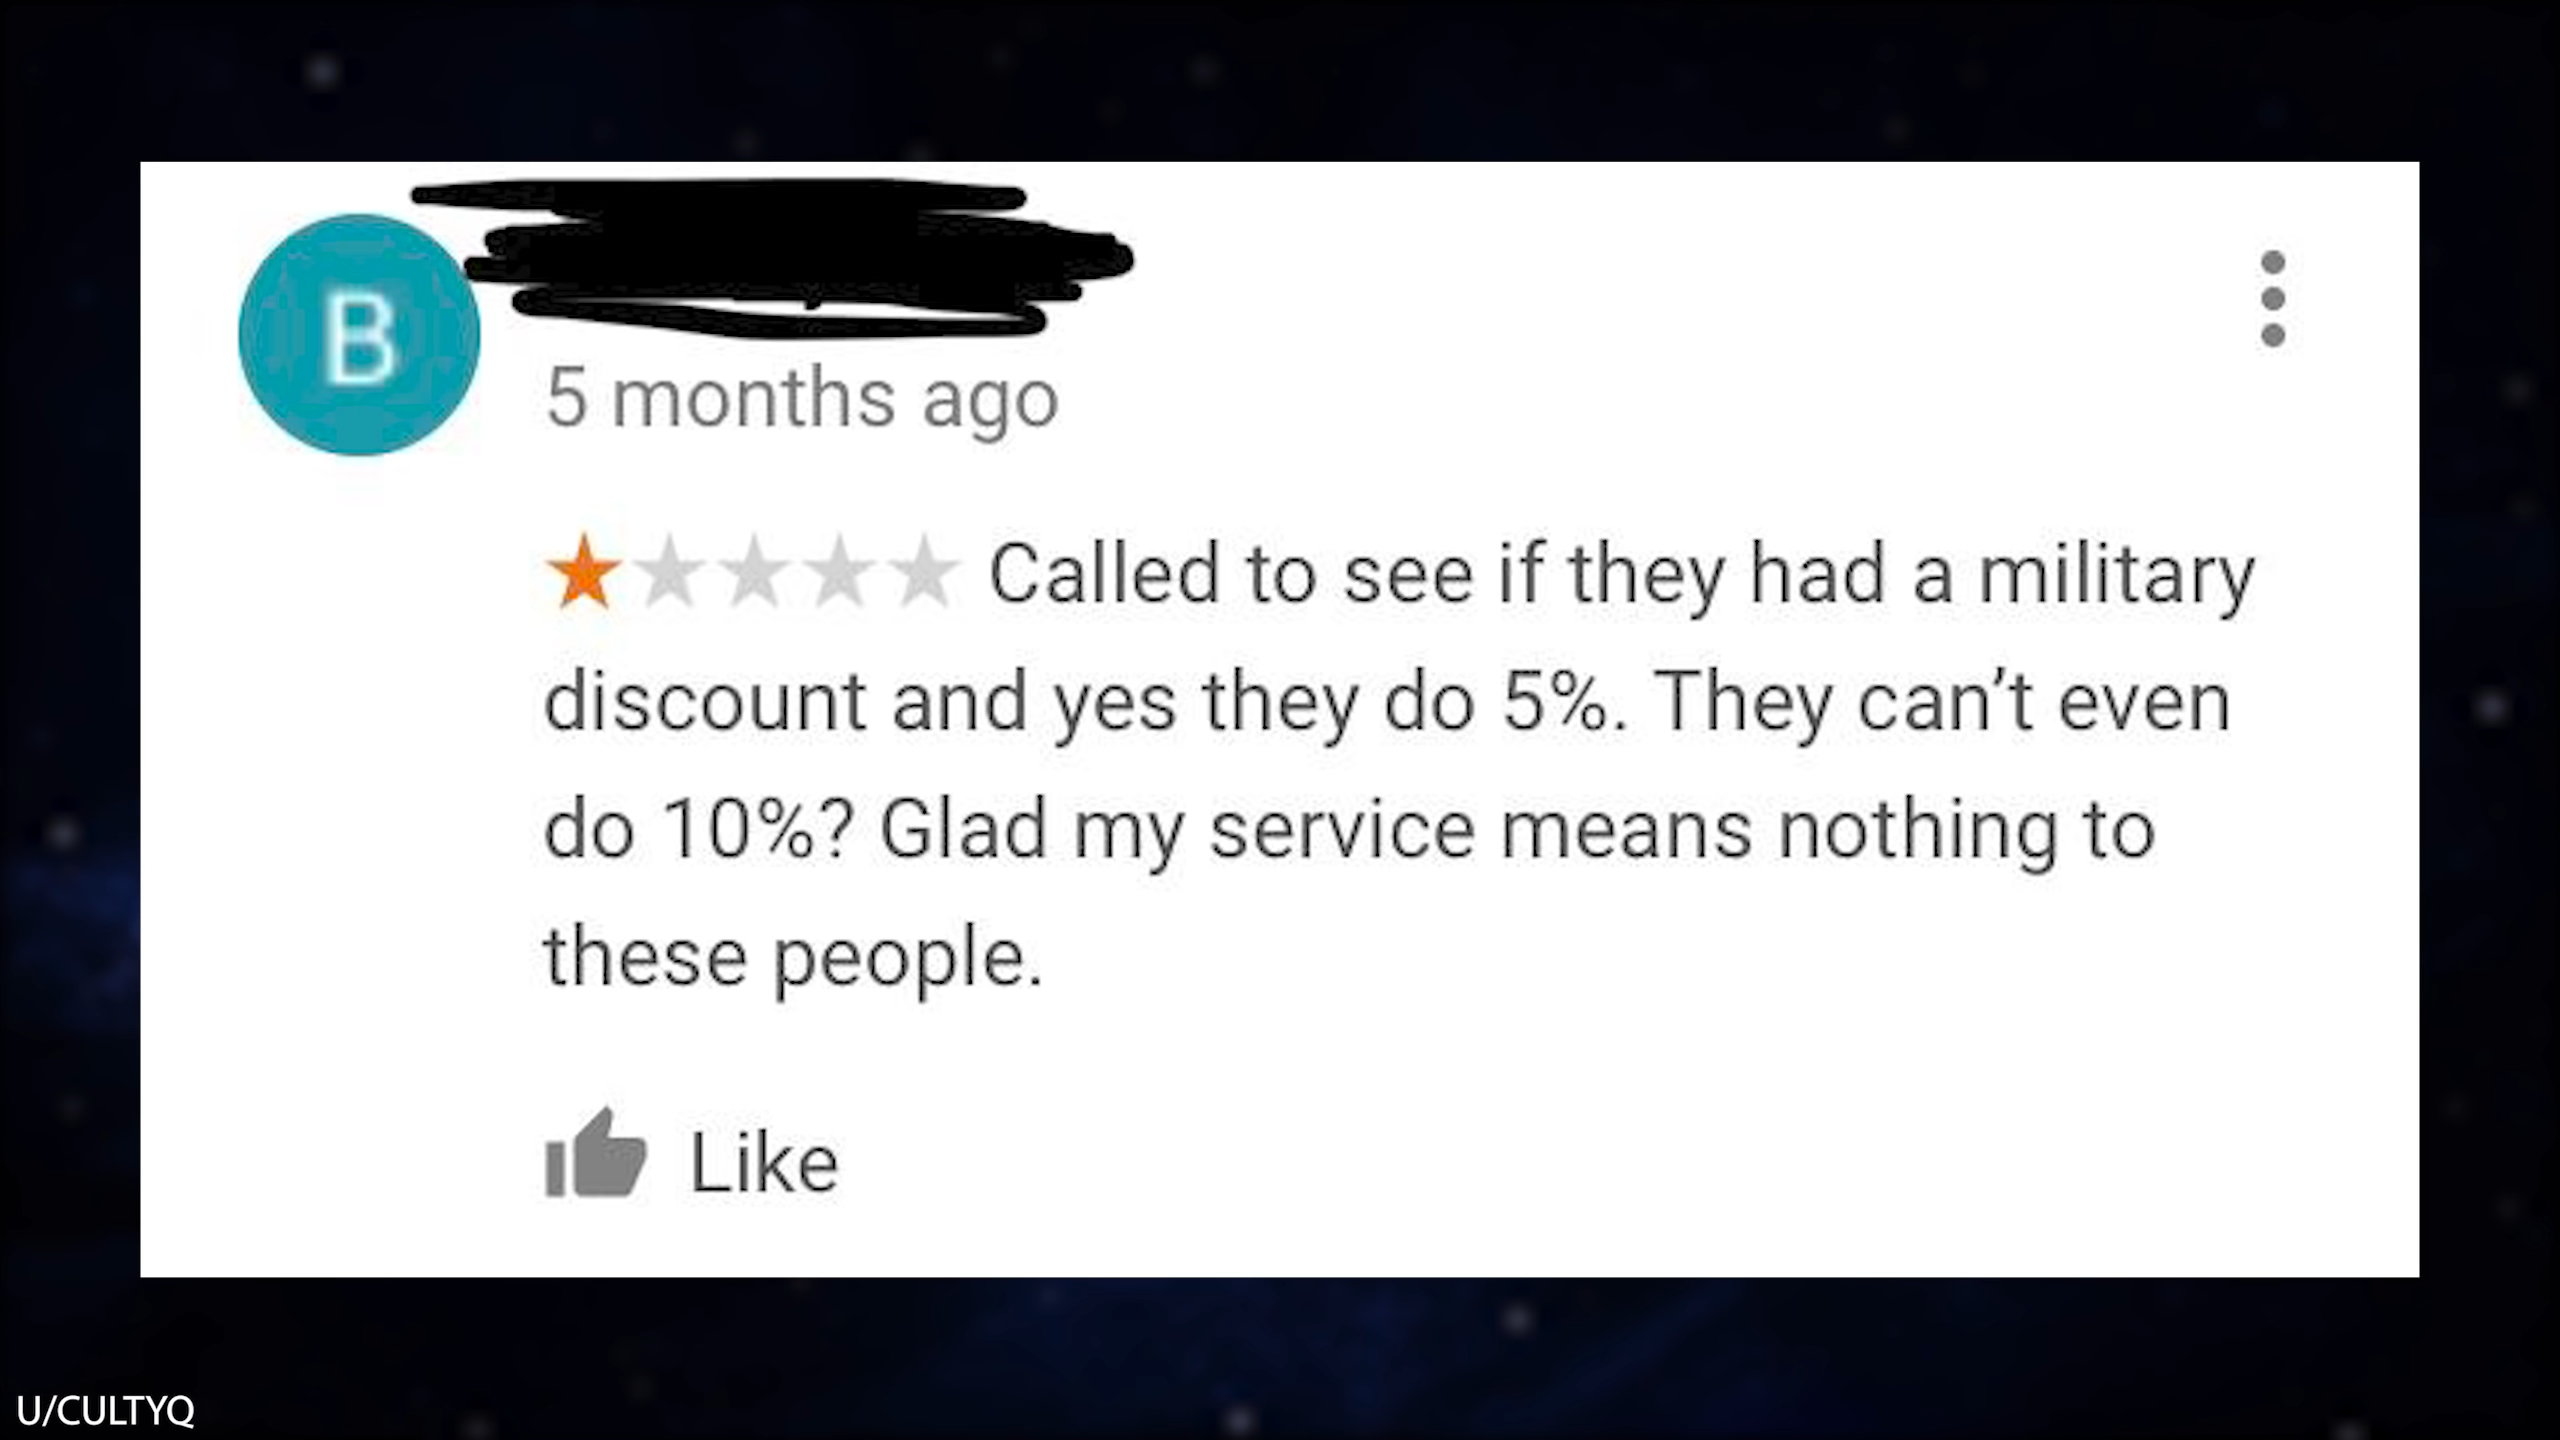 B
5 months ago
Called to see if they had a military
discount and yes they do 5%. They can't even
do 10%? Glad my service means nothing to
these people.
Like
U/CULTYQ